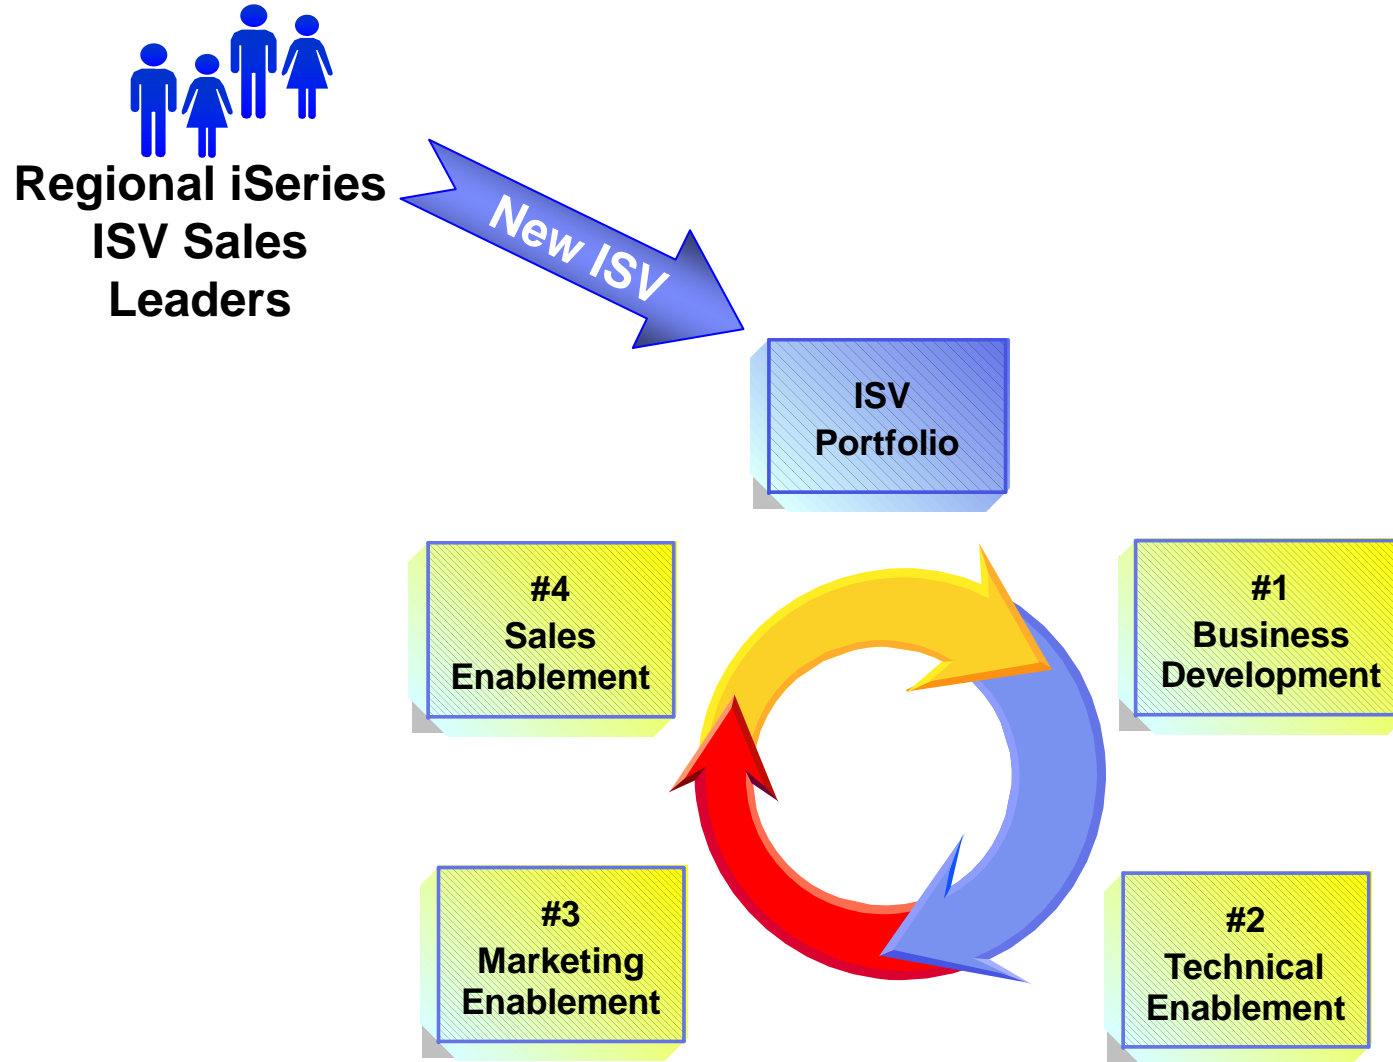 Regional iSeries
ISV Sales
Leaders
New ISV
ISV
Portfolio
#4
Sales
Enablement
#1
Business
Development
#3
Marketing
Enablement
#2
Technical
Enablement